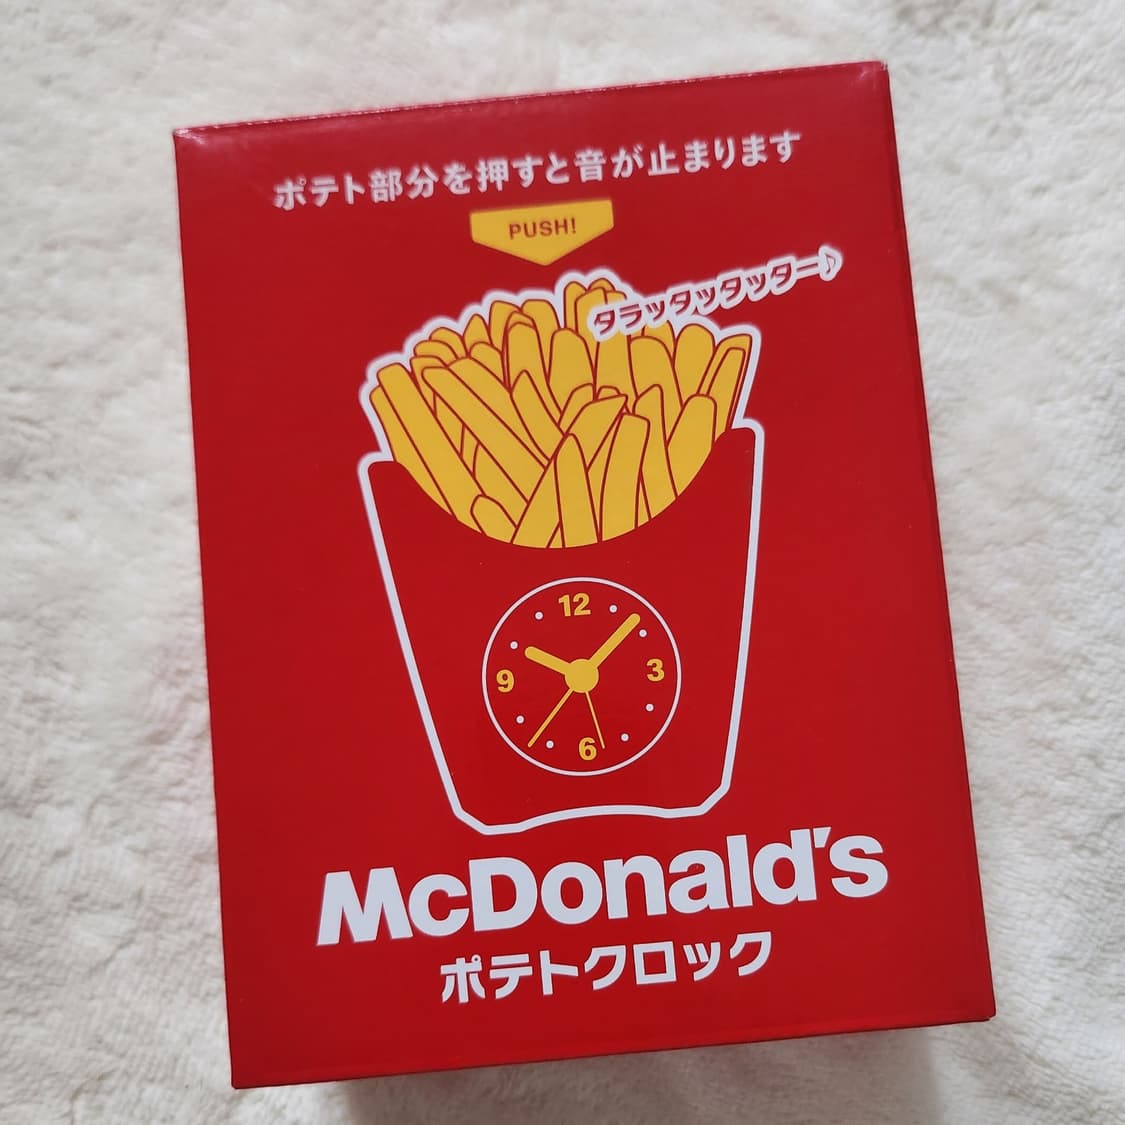 ポテト部分を押すと音が止まります
PUSH!
タラッタッタッター♪
12
9
3
6
McDonald's
ポテトクロック